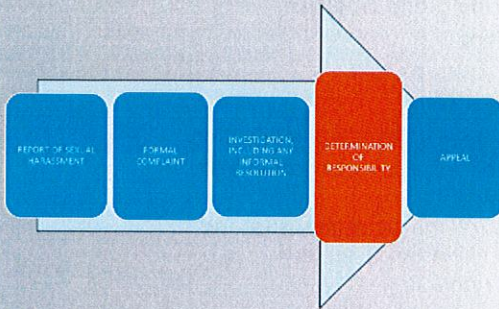 REPORT OF SEXUAL
HARASSMENT
FORMAL
COMPLAINT
INVESTIGATION,
INCLUDING ANY
INFORMAL
RESOLUTION
DETERMINATION
OF
RESPONSIBILITY
APPEAL